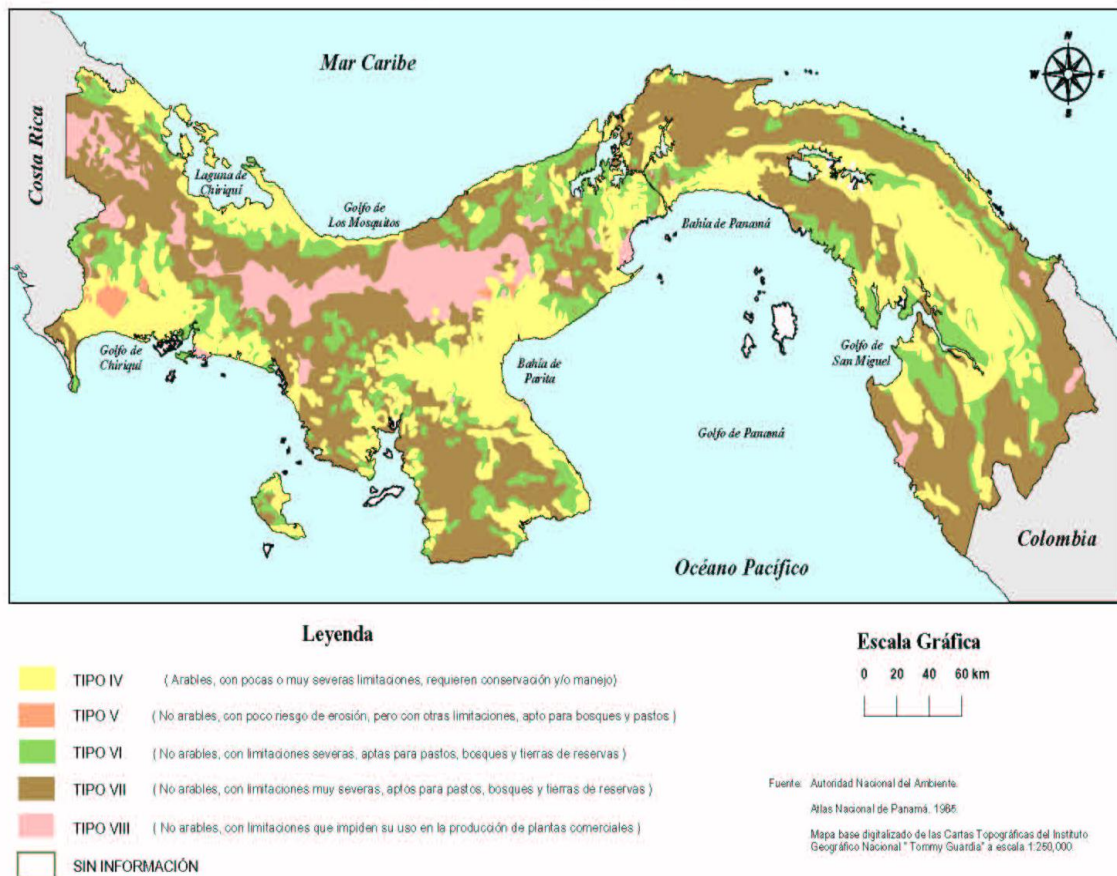 Mar Caribe
N
W
E
S
Costa Rica
Laguna de
Chiriquí
Golfo de
Los Mosquitos
Bahía de Panamá
Golfo de
Chiriquí
Bahía de
Parita
Golfo de
San Miguel
Golfo de Panamá
Océano Pacífico
Colombia
Leyenda
TIPO IV ( Arables, con pocas o muy severas limitaciones, requieren conservación y/o manejo)
TIPO V ( No arables, con poco riesgo de erosión, pero con otras limitaciones, apto para bosques y pastos )
TIPO VI ( No arables, con limitaciones severas, aptas para pastos, bosques y tierras de reservas )
TIPO VII ( No arables, con limitaciones muy severas, aptos para pastos, bosques y tierras de reservas )
TIPO VIII ( No arables, con limitaciones que impiden su uso en la producción de plantas comerciales )
SIN INFORMACIÓN
Escala Gráfica
0 20 40 60 km
Fuente: Autoridad Nacional del Ambiente.
Atlas Nacional de Panamá. 1985.
Mapa base digitalizado de las Cartas Topográficas del Instituto
Geográfico Nacional " Tommy Guardia" a escala 1:250,000.